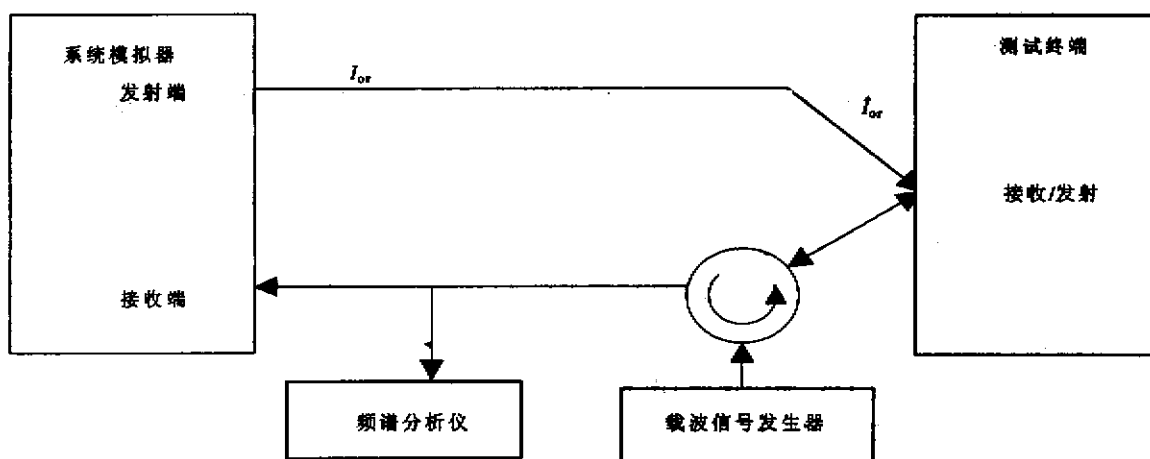 系统模拟器
发射端
I_or
Î_or
测试终端
接收/发射
接收端
频谱分析仪
载波信号发生器